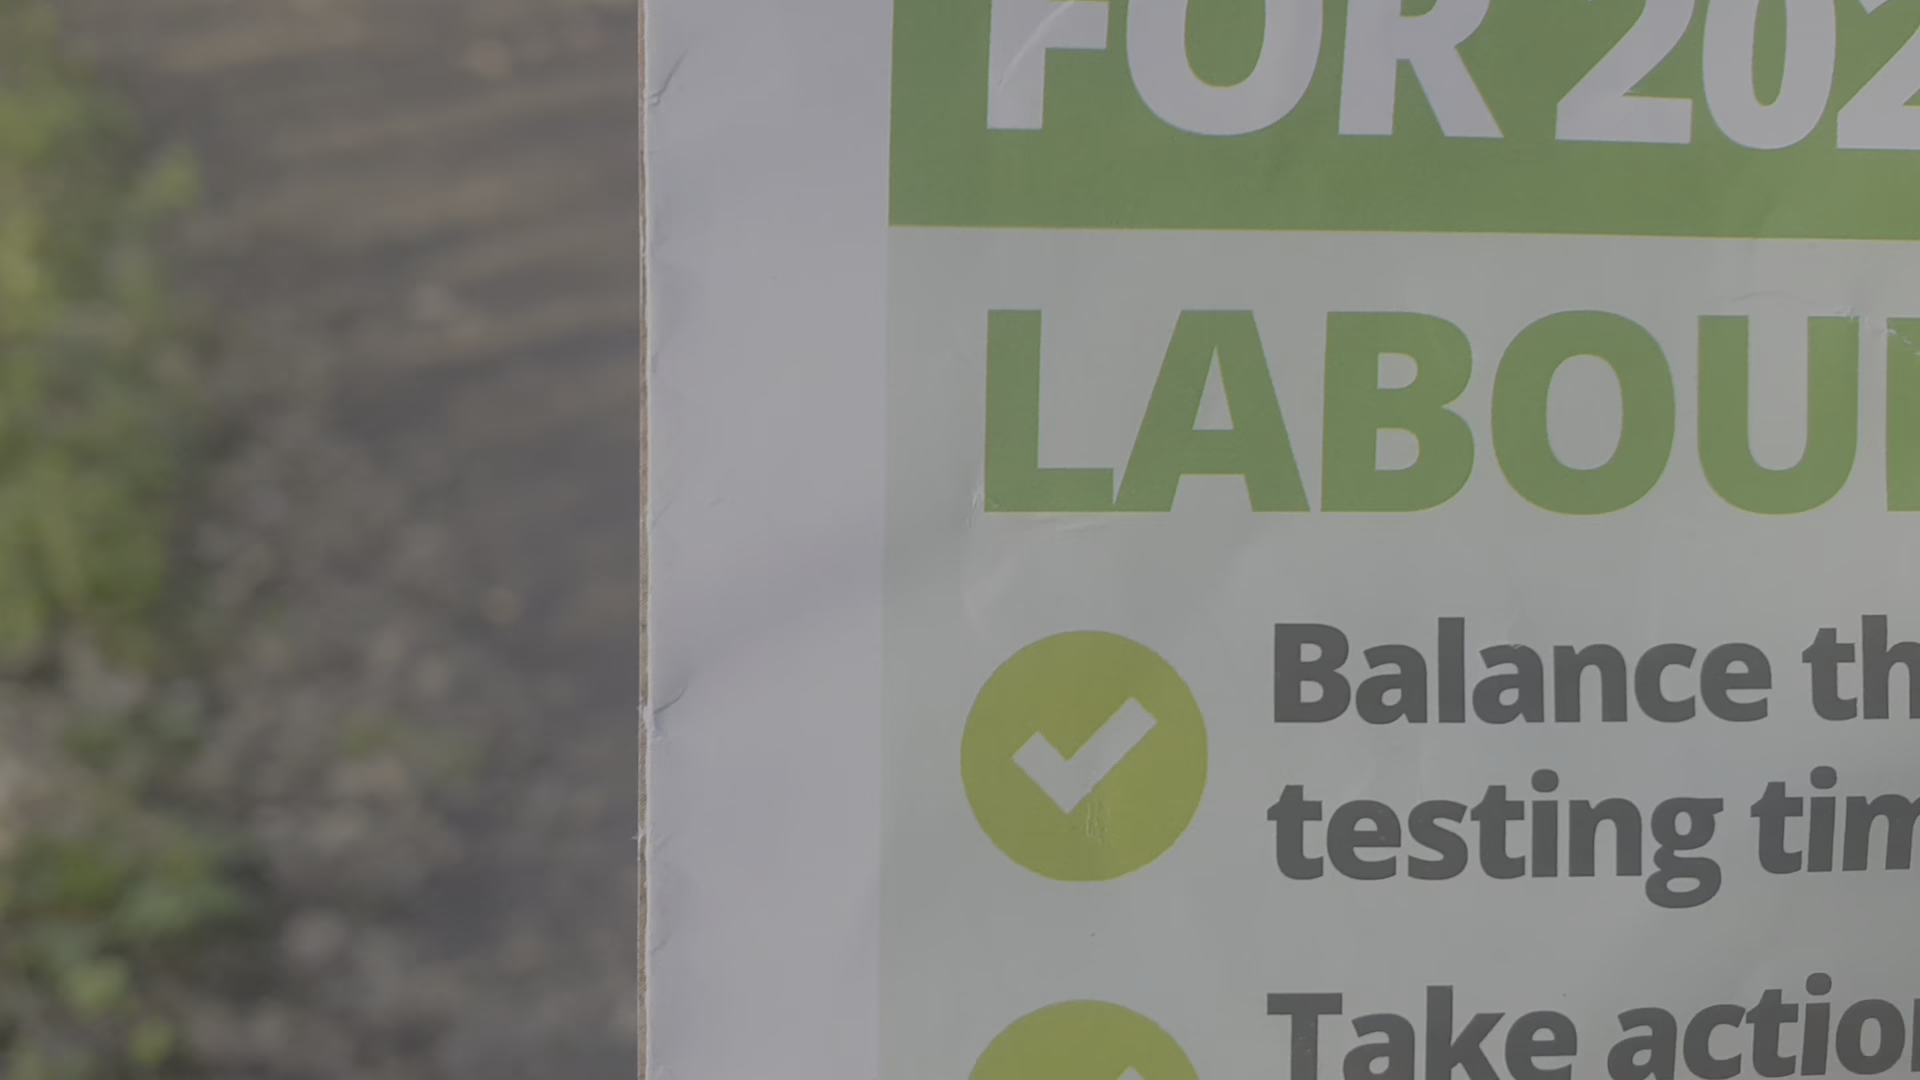 FOR 202
LABOU
Balance th
testing tim
Take actio